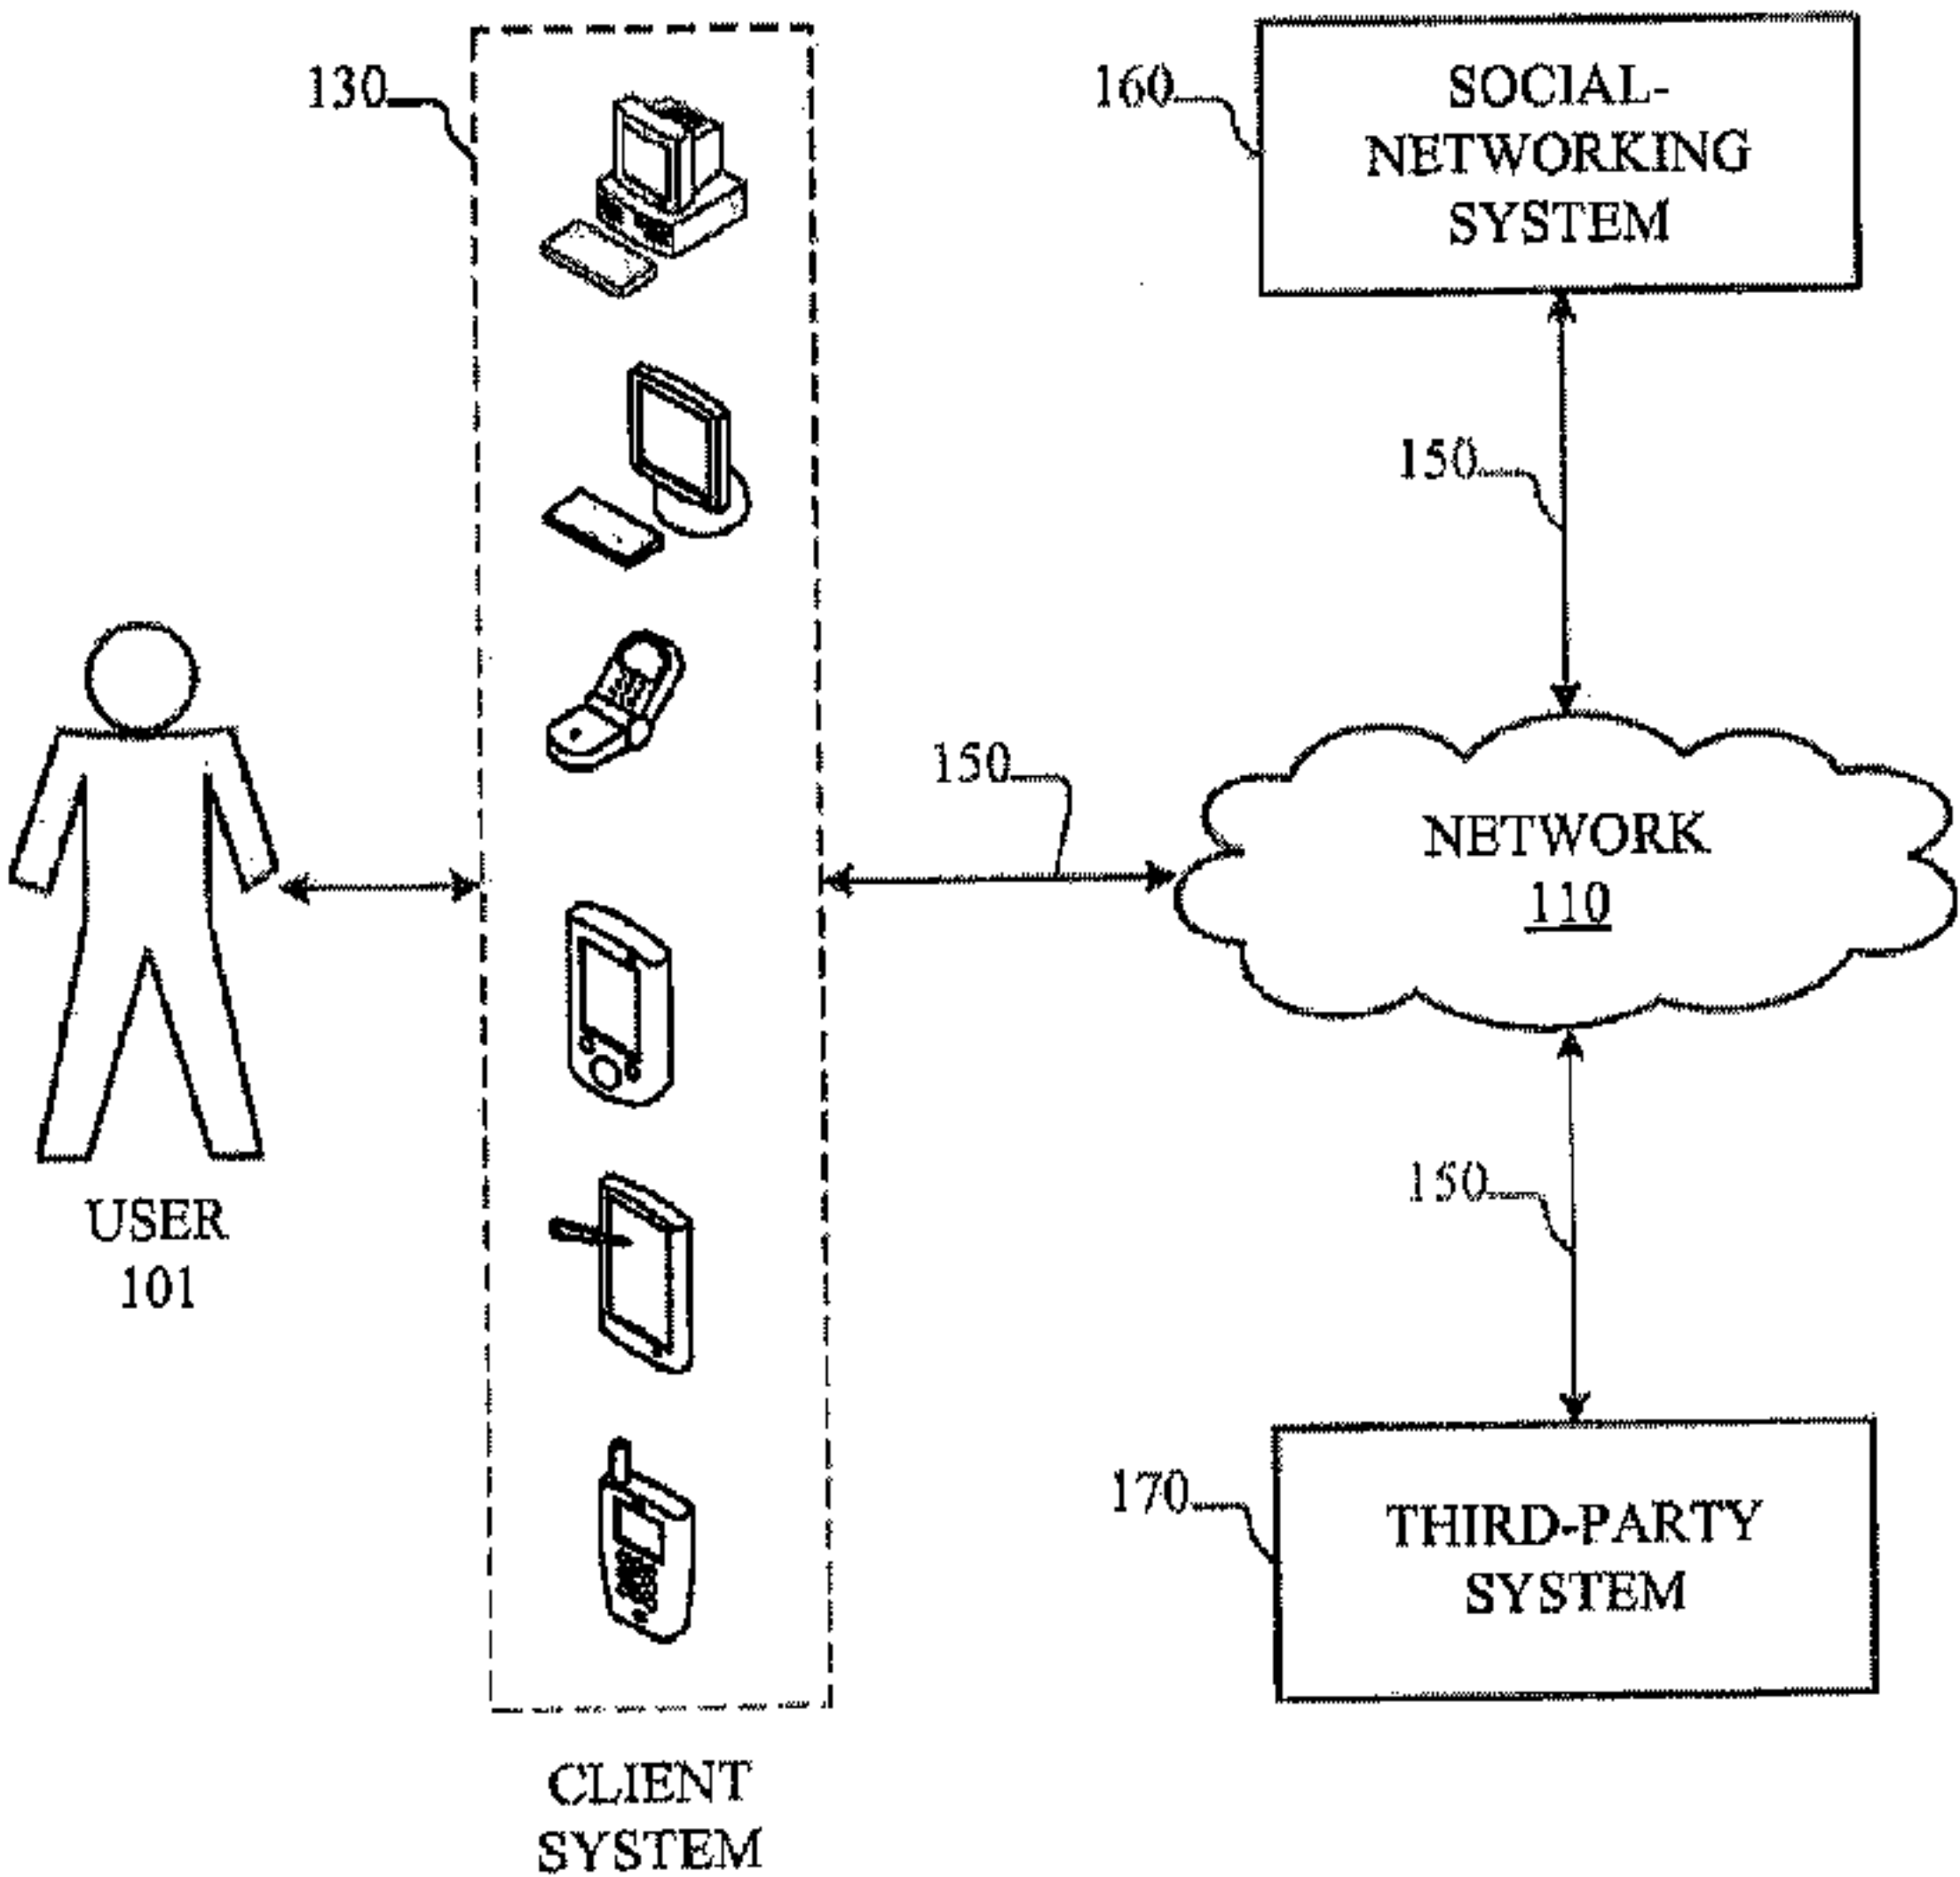 130
160
SOCIAL-
NETWORKING
SYSTEM
150
150
NETWORK
110
150
USER
101
170
THIRD-PARTY
SYSTEM
CLIENT
SYSTEM